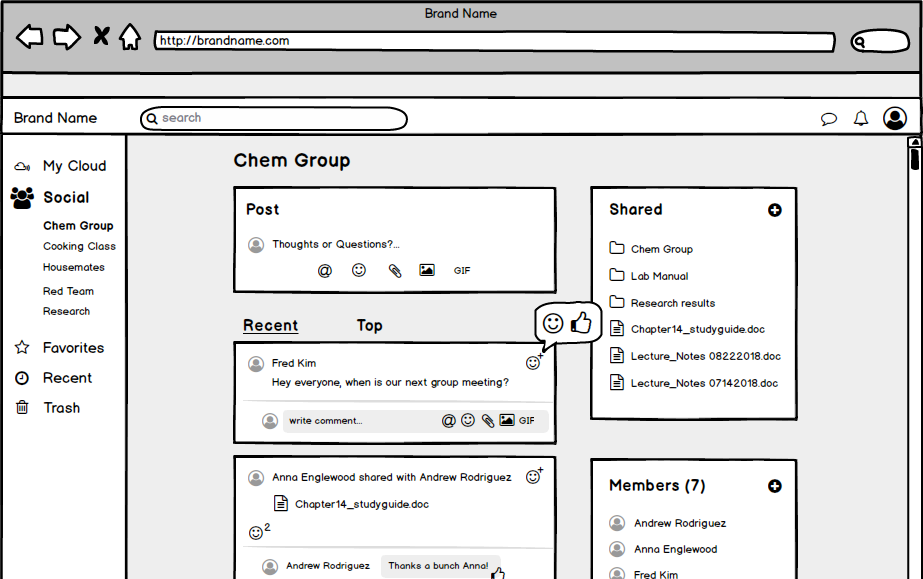 Brand Name
http://brandname.com
Brand Name
search
My Cloud
Social
Chem Group
Cooking Class
Housemates
Red Team
Research
Favorites
Recent
Trash
Chem Group
Post
Thoughts or Questions?...
@ GIF
Recent Top
Fred Kim
Hey everyone, when is our next group meeting?
write comment... @ GIF
Anna Englewood shared with Andrew Rodriguez
Chapter14_studyguide.doc
2
Andrew Rodriguez Thanks a bunch Anna!
Shared
Chem Group
Lab Manual
Research results
Chapter14_studyguide.doc
Lecture_Notes 08222018.doc
Lecture_Notes 07142018.doc
Members (7)
Andrew Rodriguez
Anna Englewood
Fred Kim